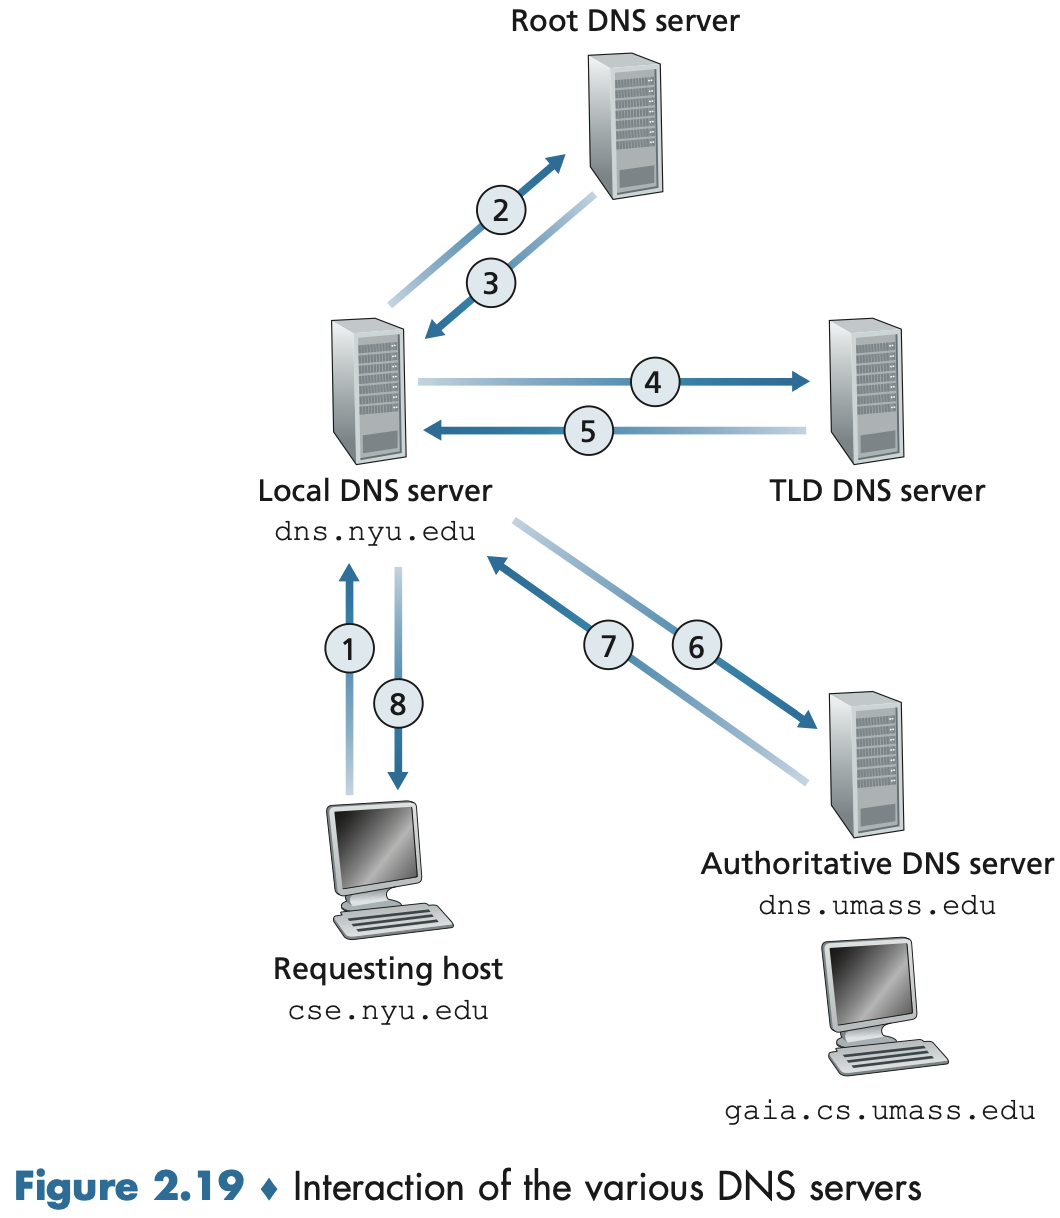 Root DNS server
2
3
4
5
Local DNS server
dns.nyu.edu
TLD DNS server
1
8
7
6
Authoritative DNS server
dns.umass.edu
Requesting host
cse.nyu.edu
gaia.cs.umass.edu
Figure 2.19 ♦ Interaction of the various DNS servers